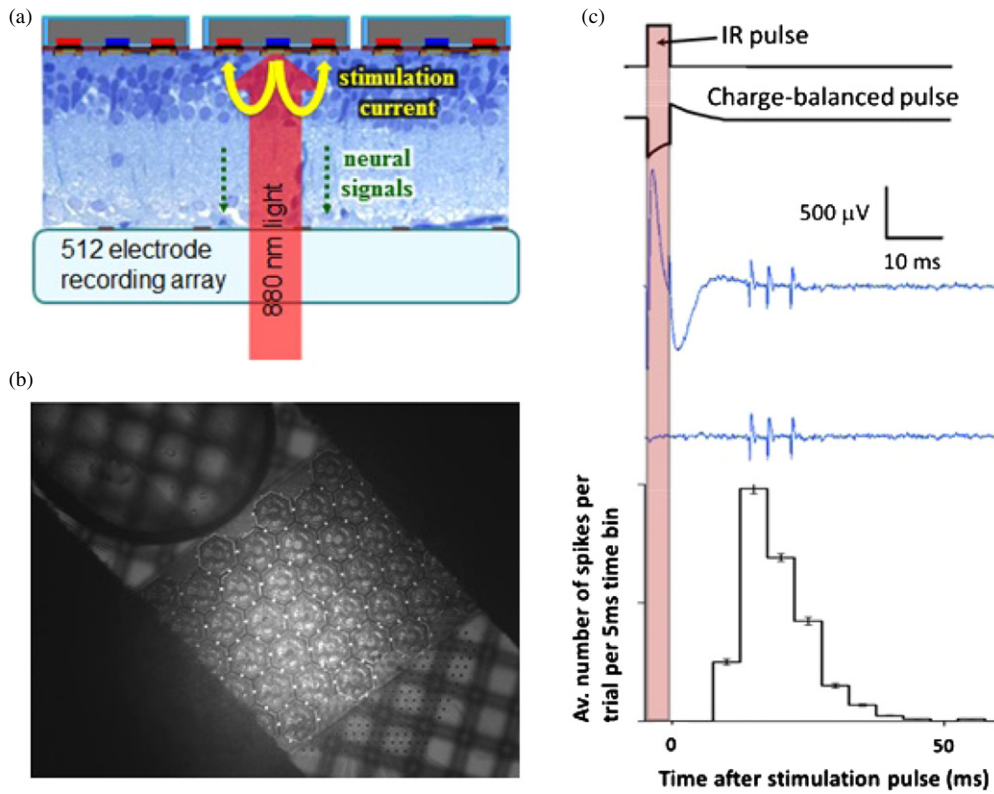 (a)
stimulation
current
neural
signals
880 nm light
512 electrode
recording array
(b)
(c)
IR pulse
Charge-balanced pulse
500 μV
10 ms
Av. number of spikes per
trial per 5ms time bin
0
50
Time after stimulation pulse (ms)